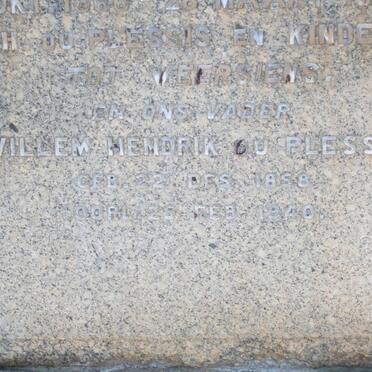 H. DU PLESSIS EN KINDE
TOT WEERSIENS.
EN ONS VADER
WILLEM HENDRIK DU PLESS
GEB. 22 DES. 1858
OORL. 25 FEB. 1940